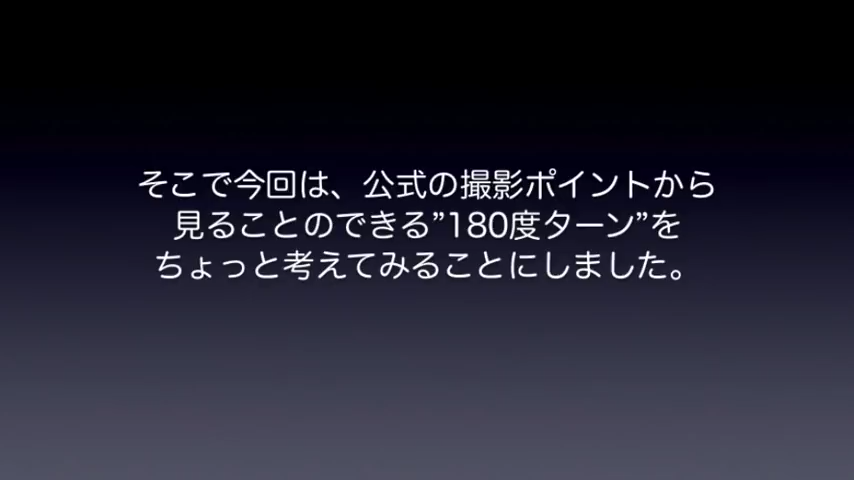 そこで今回は、公式の撮影ポイントから
見ることのできる”180度ターン”を
ちょっと考えてみることにしました。